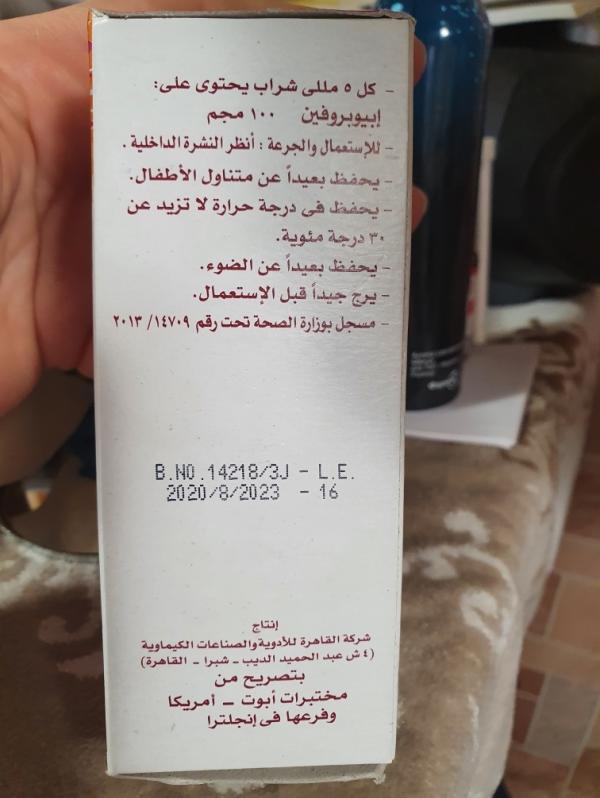 - كل ٥ مللى شراب يحتوى على:
إيبوبروفين ١٠٠ مجم
- للإستعمال والجرعة : أنظر النشرة الداخلية .
- يحفظ بعيداً عن متناول الأطفال.
- يحفظ فى درجة حرارة لا تزيد عن
٣٠ درجة مئوية.
- يحفظ بعيداً عن الضوء.
- يرج جيداً قبل الإستعمال.
- مسجل بوزارة الصحة تحت رقم ١٤٧٠٩/ ٢٠١٣
B.NO.14218/3J - L.E.
2020/8/2023 - 16
إنتاج
شركة القاهرة للأدوية والصناعات الكيماوية
(٤ ش عبد الحميد الديب - شبرا - القاهرة)
بتصريح من
مختبرات أبوت - أمريكا
وفرعها فى إنجلترا